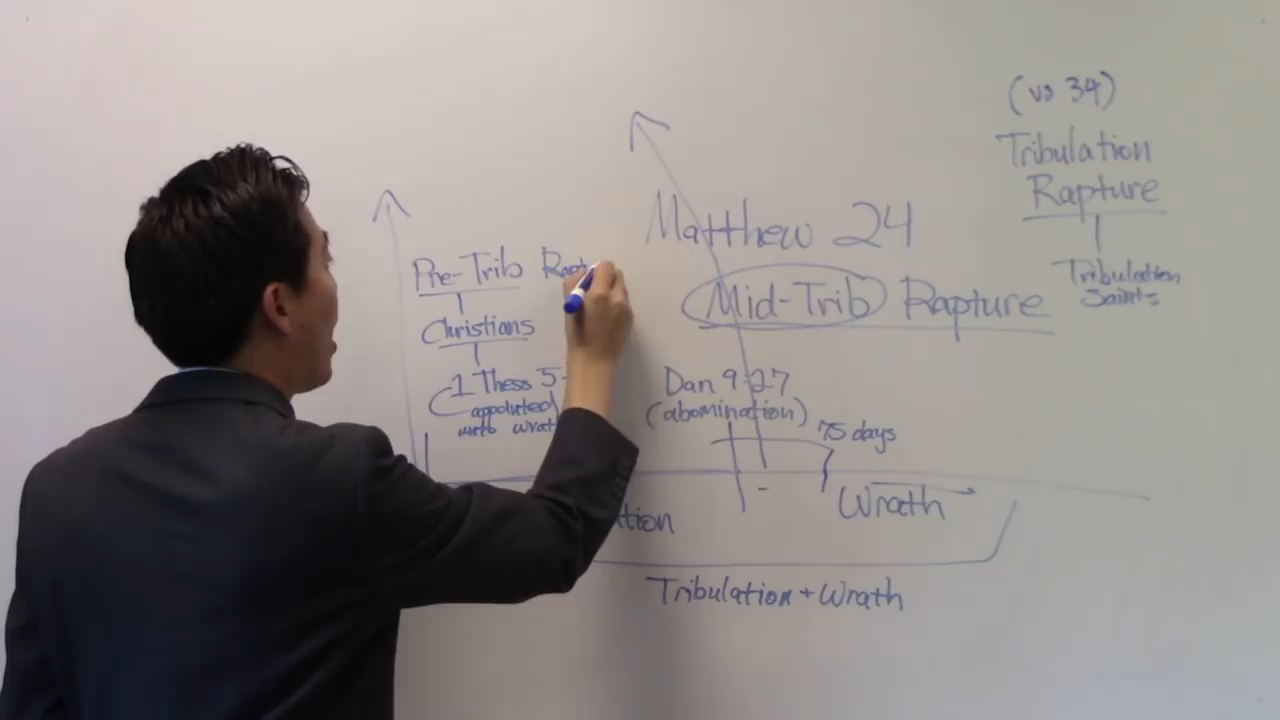 (vs 34)
Tribulation
Rapture
Tribulation
Saints
Matthew 24
Mid-Trib Rapture
Pre-Trib
Christians
1 Thess 5
appointed
unto
Dan 9:27
(abomination)
75 days
Wrath
Tribulation + Wrath